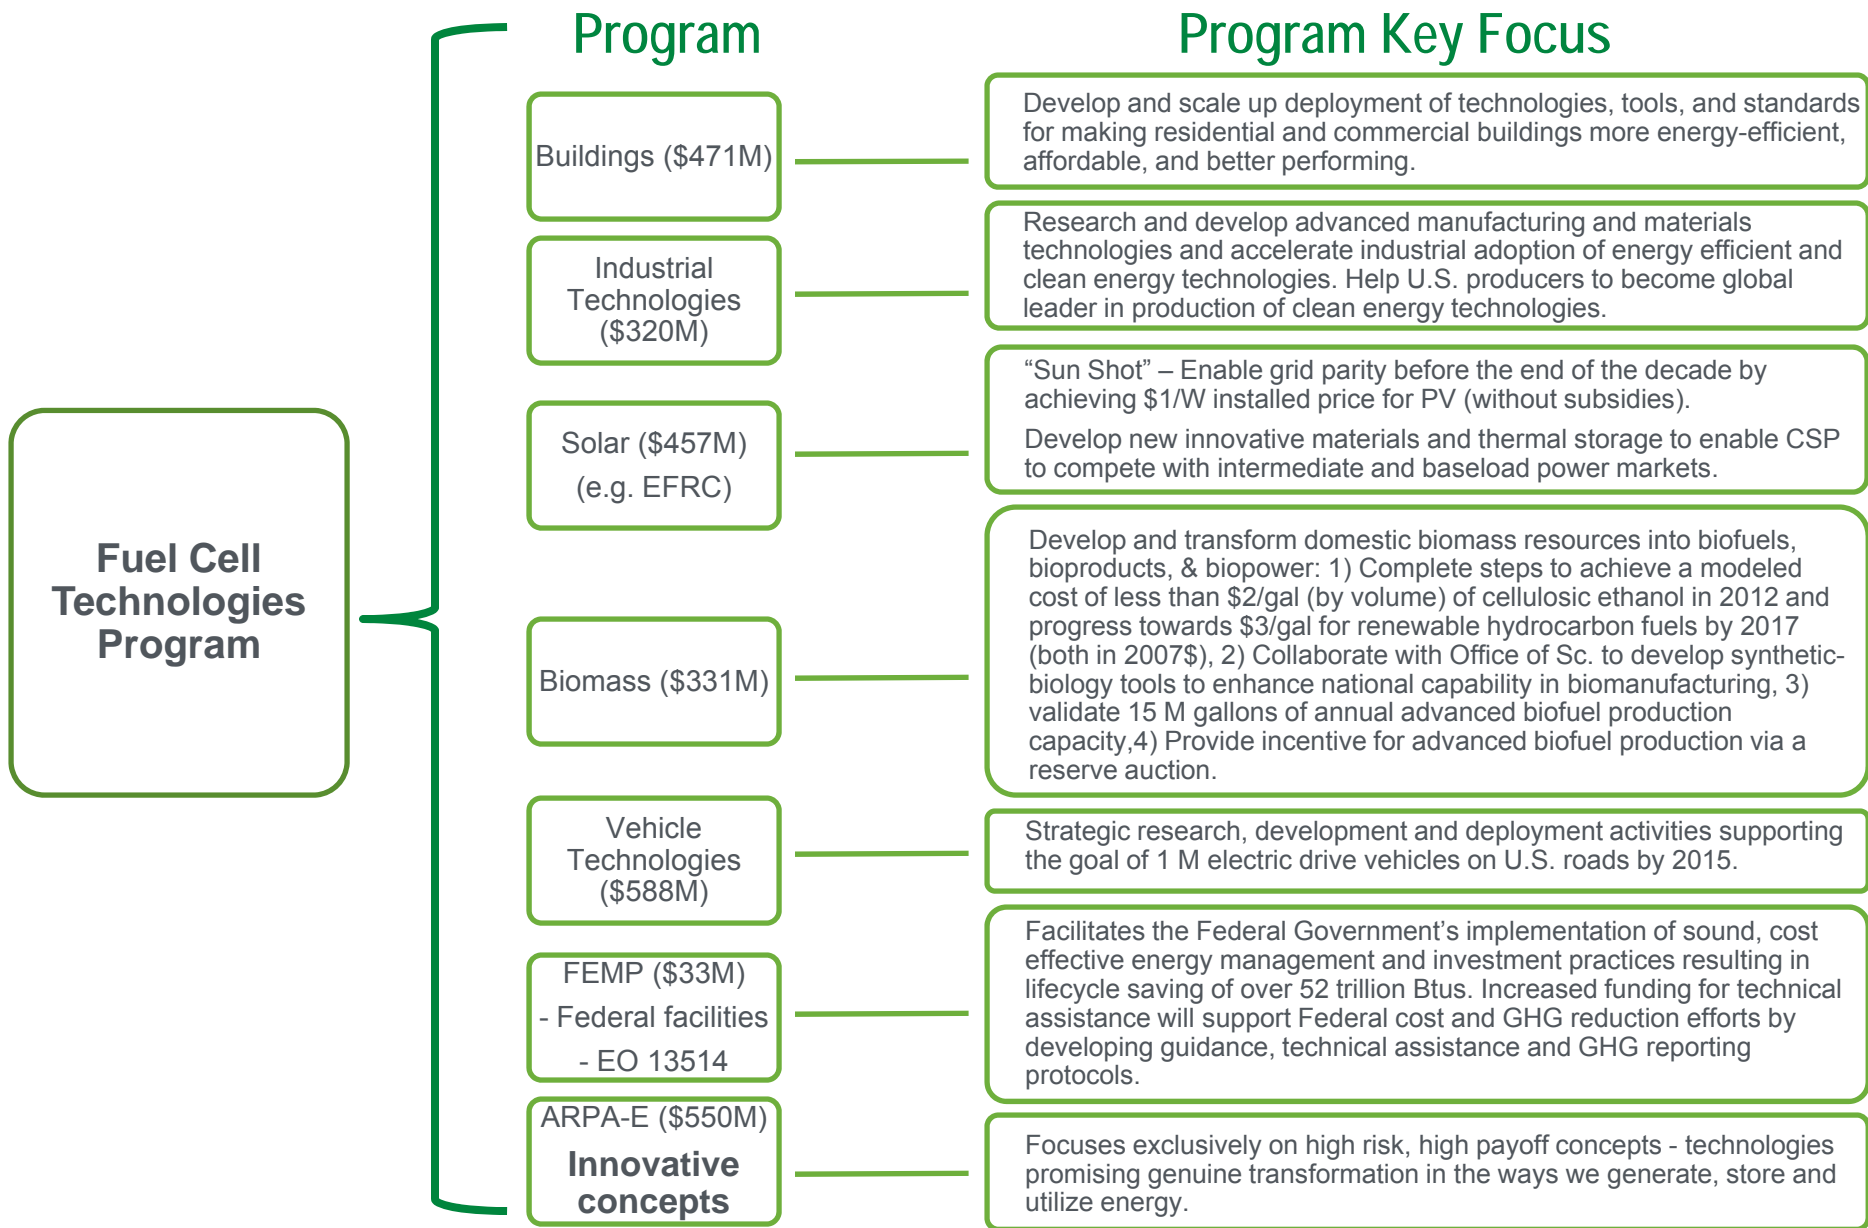 Program
Program Key Focus
Fuel Cell
Technologies
Program
Buildings ($471M)
Develop and scale up deployment of technologies, tools, and standards
for making residential and commercial buildings more energy-efficient,
affordable, and better performing.
Industrial
Technologies
($320M)
Research and develop advanced manufacturing and materials
technologies and accelerate industrial adoption of energy efficient and
clean energy technologies. Help U.S. producers to become global
leader in production of clean energy technologies.
Solar ($457M)
(e.g. EFRC)
“Sun Shot” – Enable grid parity before the end of the decade by
achieving $1/W installed price for PV (without subsidies).
Develop new innovative materials and thermal storage to enable CSP
to compete with intermediate and baseload power markets.
Biomass ($331M)
Develop and transform domestic biomass resources into biofuels,
bioproducts, & biopower: 1) Complete steps to achieve a modeled
cost of less than $2/gal (by volume) of cellulosic ethanol in 2012 and
progress towards $3/gal for renewable hydrocarbon fuels by 2017
(both in 2007$), 2) Collaborate with Office of Sc. to develop synthetic-
biology tools to enhance national capability in biomanufacturing, 3)
validate 15 M gallons of annual advanced biofuel production
capacity,4) Provide incentive for advanced biofuel production via a
reserve auction.
Vehicle
Technologies
($588M)
Strategic research, development and deployment activities supporting
the goal of 1 M electric drive vehicles on U.S. roads by 2015.
FEMP ($33M)
- Federal facilities
- EO 13514
Facilitates the Federal Government’s implementation of sound, cost
effective energy management and investment practices resulting in
lifecycle saving of over 52 trillion Btus. Increased funding for technical
assistance will support Federal cost and GHG reduction efforts by
developing guidance, technical assistance and GHG reporting
protocols.
ARPA-E ($550M)
Innovative
concepts
Focuses exclusively on high risk, high payoff concepts - technologies
promising genuine transformation in the ways we generate, store and
utilize energy.